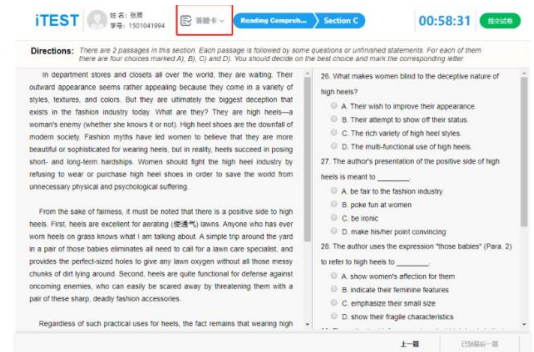 iTEST
姓名：张原
学号：1501041994
答题卡
Reading Compreh...
Section C
00:58:31
提交试卷
Directions: There are 2 passages in this section. Each passage is followed by some questions or unfinished statements. For each of them
there are four choices marked A), B), C) and D). You should decide on the best choice and mark the corresponding letter
In department stores and closets all over the world, they are waiting. Their
outward appearance seems rather appealing because they come in a variety of
styles, textures, and colors. But they are ultimately the biggest deception that
exists in the fashion industry today. What are they? They are high heels—a
woman's enemy (whether she knows it or not). High heel shoes are the downfall of
modern society. Fashion myths have led women to believe that they are more
beautiful or sophisticated for wearing heels, but in reality, heels succeed in posing
short- and long-term hardships. Women should fight the high heel industry by
refusing to wear or purchase high heel shoes in order to save the world from
unnecessary physical and psychological suffering.
From the sake of fairness, it must be noted that there is a positive side to high
heels. First, heels are excellent for aerating (使通气) lawns. Anyone who has ever
worn heels on grass knows what I am talking about. A simple trip around the yard
in a pair of those babies eliminates all need to call for a lawn care specialist, and
provides the perfect-sized holes to give any lawn oxygen without all those messy
chunks of dirt lying around. Second, heels are quite functional for defense against
oncoming enemies, who can easily be scared away by threatening them with a
pair of these sharp, deadly fashion accessories.
Regardless of such practical uses for heels, the fact remains that wearing high
26. What makes women blind to the deceptive nature of
high heels?
A. Their wish to improve their appearance.
B. Their attempt to show off their status.
C. The rich variety of high heel styles.
D. The multi-functional use of high heels.
27. The author's presentation of the positive side of high
heels is meant to ________.
A. be fair to the fashion industry
B. poke fun at women
C. be ironic
D. make his/her point convincing
28. The author uses the expression "those babies" (Para. 2)
to refer to high heels to ________.
A. show women's affection for them
B. indicate their feminine features
C. emphasize their small size
D. show their fragile characteristics
上一题
已到最后一题